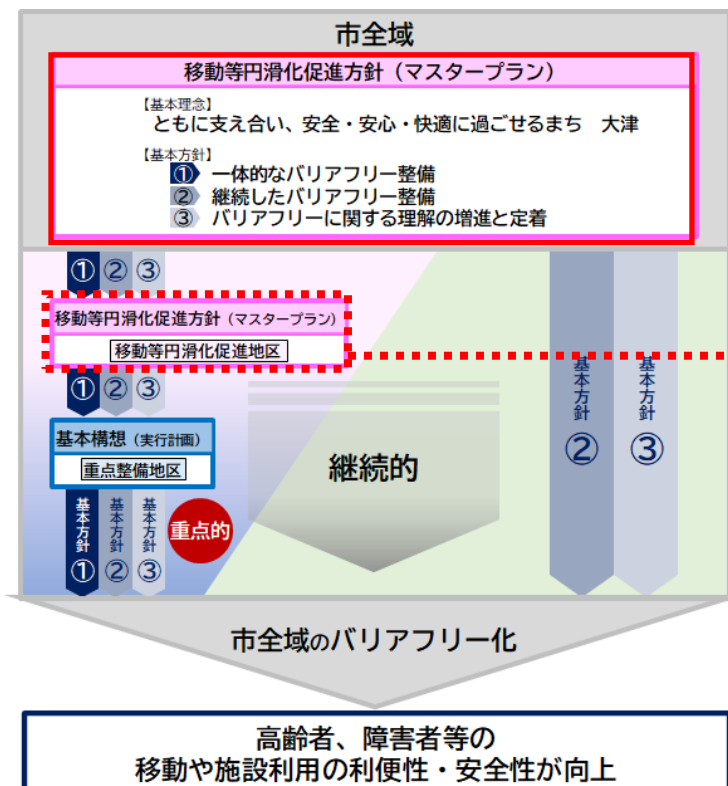 市全域
移動等円滑化促進方針(マスタープラン)
【基本理念】
ともに支え合い、安全・安心・快適に過ごせるまち 大津
【基本方針】
① 一体的なバリアフリー整備
② 継続したバリアフリー整備
③ バリアフリーに関する理解の増進と定着
① ② ③
移動等円滑化促進方針(マスタープラン)
移動等円滑化促進地区
① ② ③
基本構想(実行計画)
重点整備地区
基本方針①
基本方針②
基本方針③
重点的
継続的
基本方針②
基本方針③
市全域のバリアフリー化
高齢者、障害者等の
移動や施設利用の利便性・安全性が向上